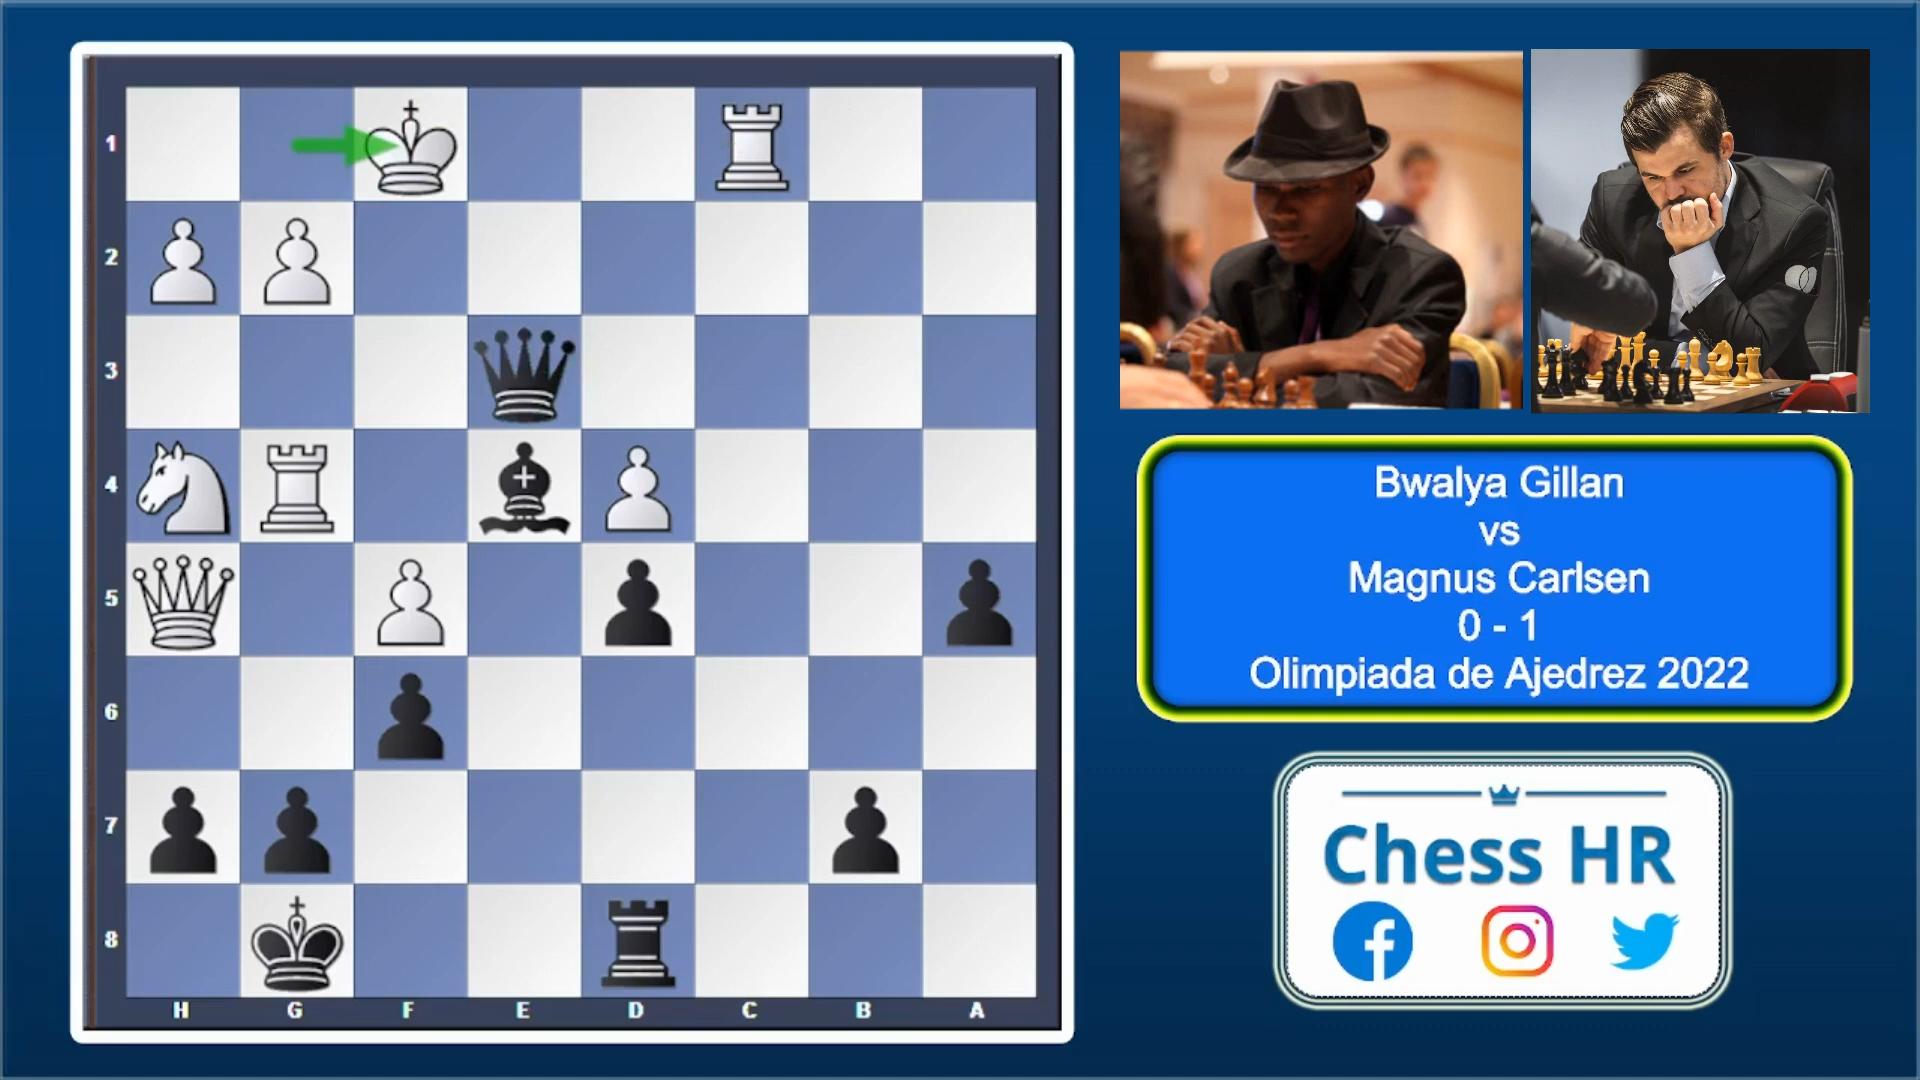 1
2
3
4
5
6
7
8
H G F E D C B A
Bwalya Gillan
vs
Magnus Carlsen
0 - 1
Olimpiada de Ajedrez 2022
Chess HR